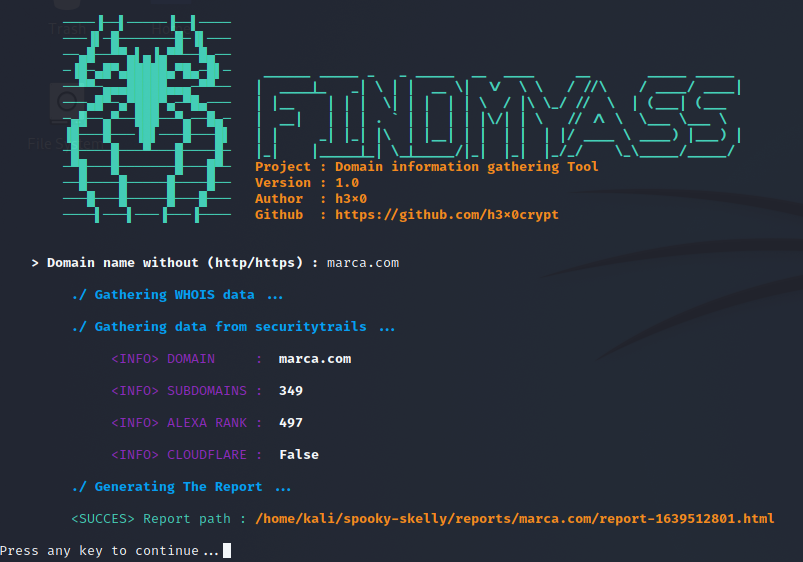 Trash
File System
Project : Domain information gathering Tool
Version : 1.0
Author  : h3×0
Github  : https://github.com/h3×0crypt
> Domain name without (http/https) : marca.com
./ Gathering WHOIS data ...
./ Gathering data from securitytrails ...
<INFO> DOMAIN     :  marca.com
<INFO> SUBDOMAINS :  349
<INFO> ALEXA RANK :  497
<INFO> CLOUDFLARE :  False
./ Generating The Report ...
<SUCCES> Report path : /home/kali/spooky-skelly/reports/marca.com/report-1639512801.html
Press any key to continue...